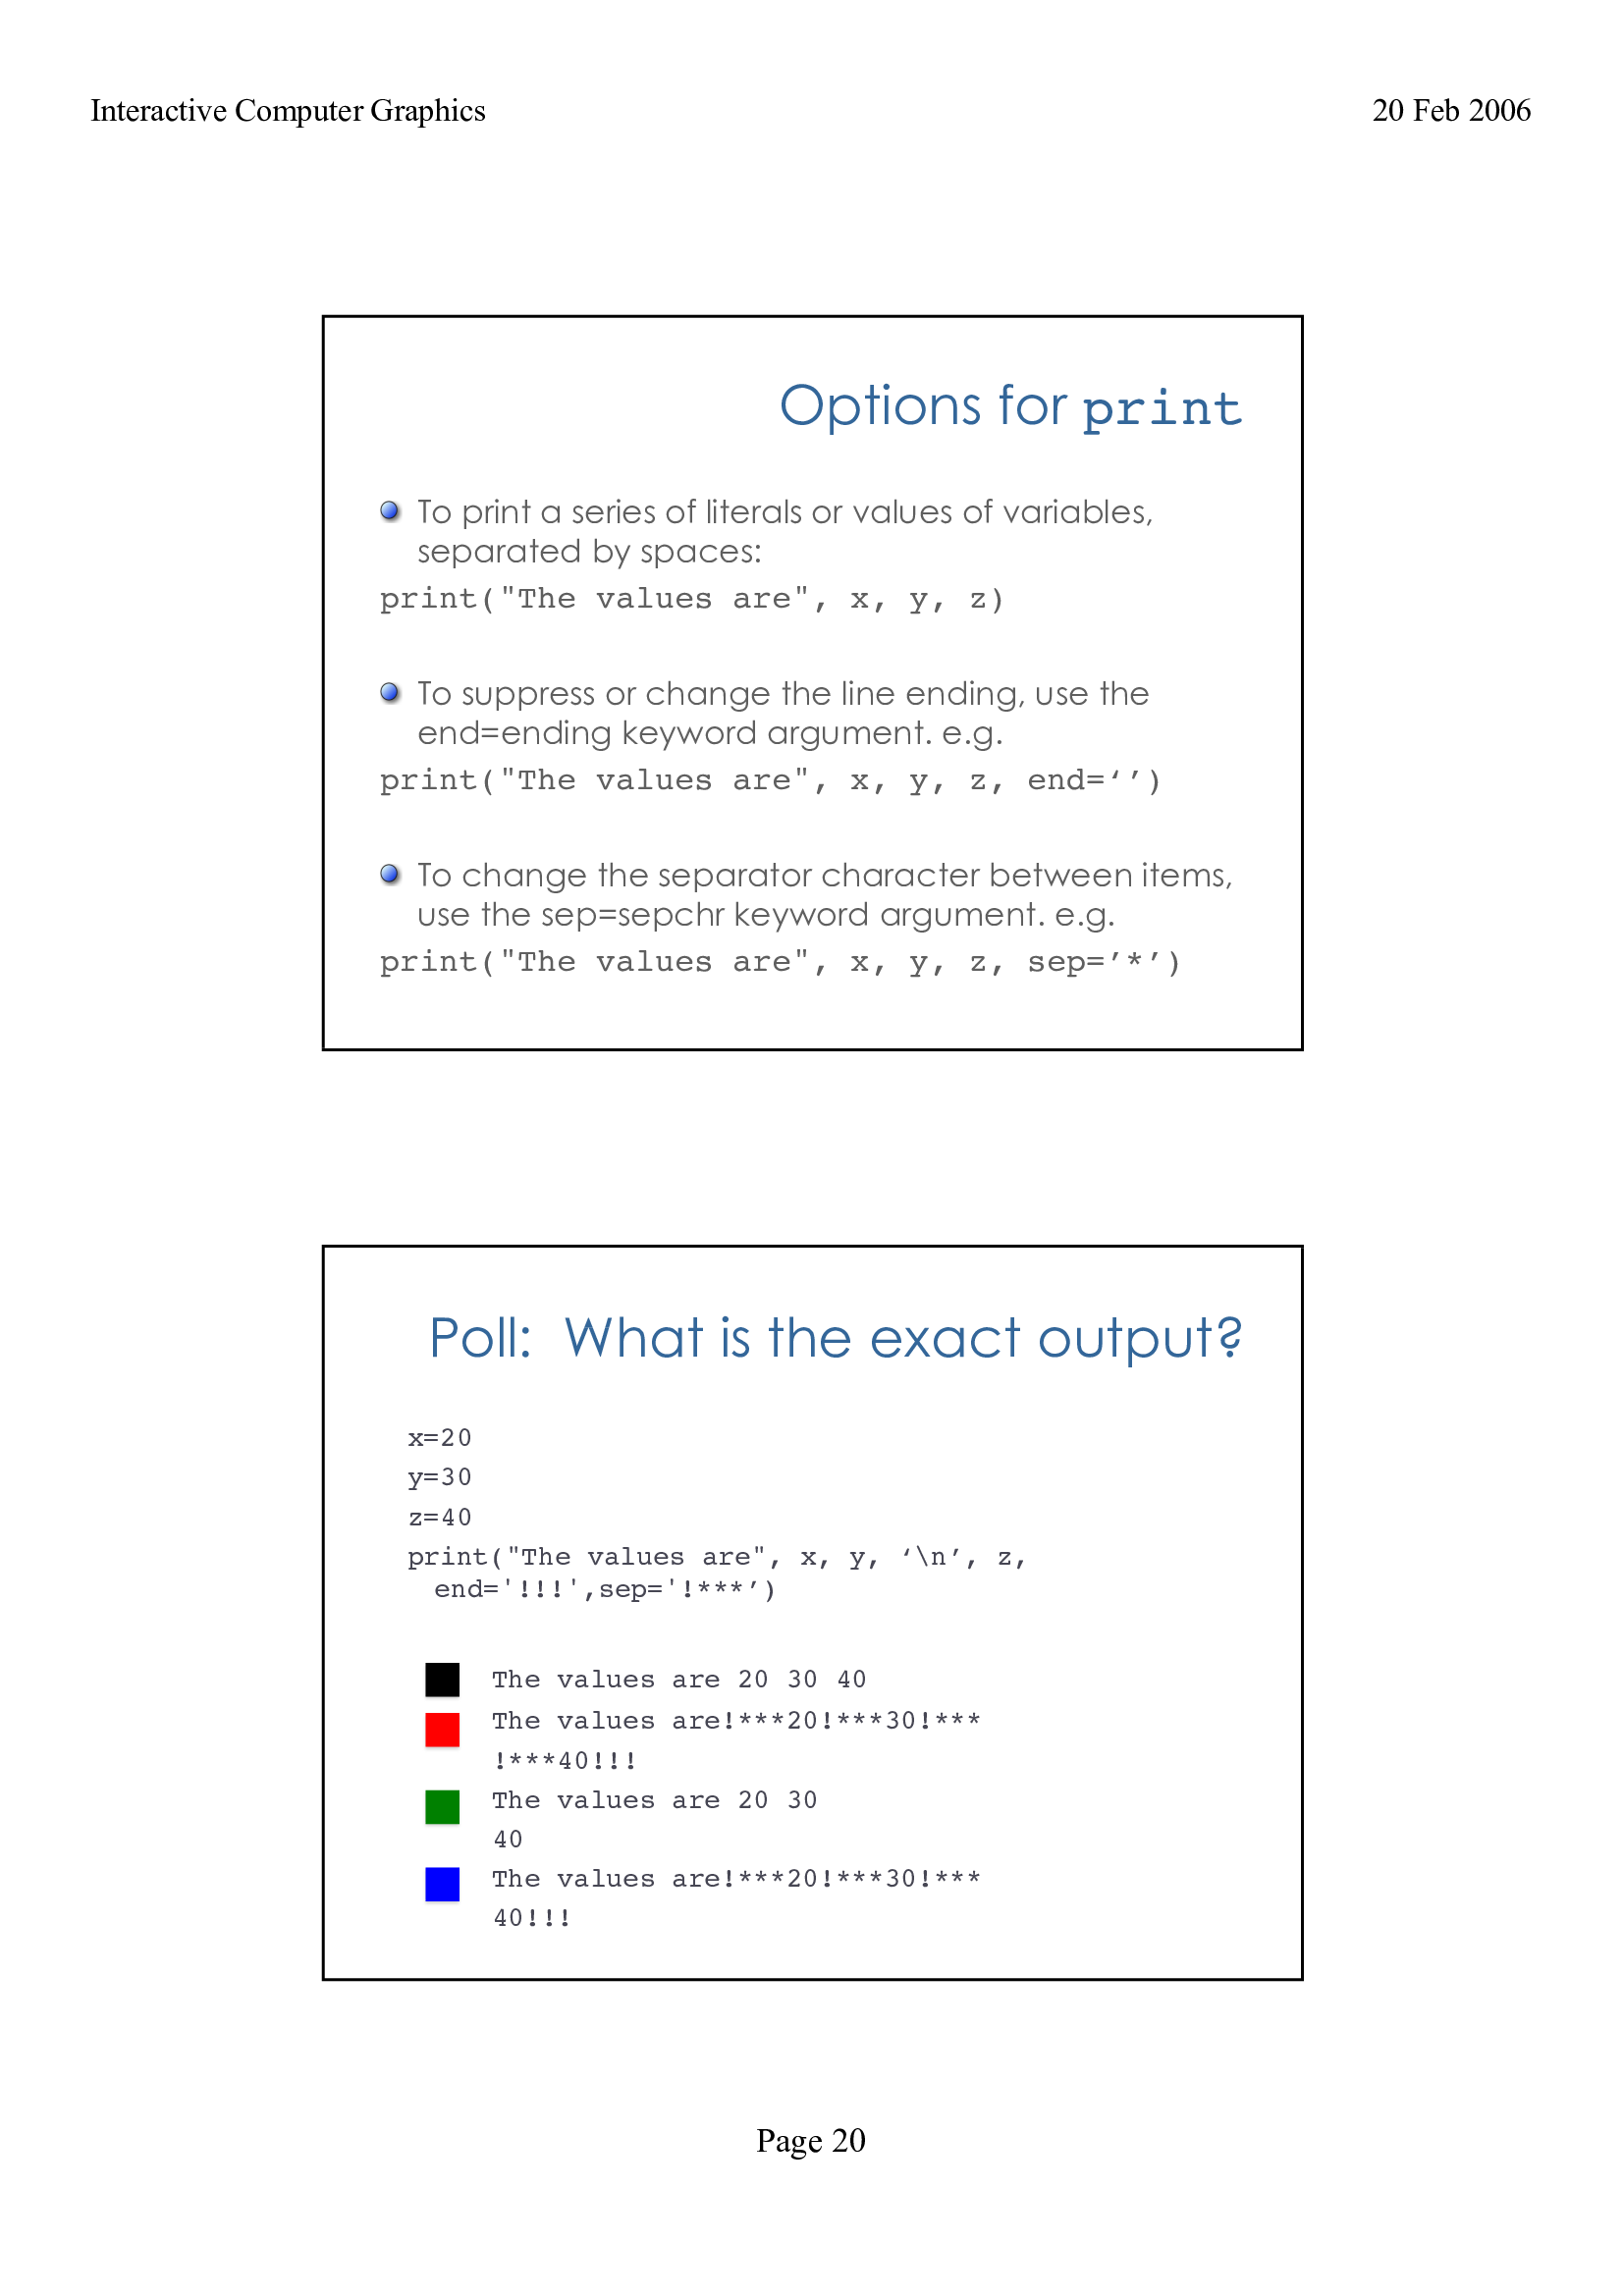 Interactive Computer Graphics 20 Feb 2006
Options for print
To print a series of literals or values of variables,
separated by spaces:
print("The values are", x, y, z)
To suppress or change the line ending, use the
end=ending keyword argument. e.g.
print("The values are", x, y, z, end=‘’)
To change the separator character between items,
use the sep=sepchr keyword argument. e.g.
print("The values are", x, y, z, sep=’*’)
Poll:  What is the exact output?
x=20
y=30
z=40
print("The values are", x, y, ‘\n’, z,
end='!!!',sep='!***’)
The values are 20 30 40
The values are!***20!***30!***
!***40!!!
The values are 20 30
40
The values are!***20!***30!***
40!!!
Page 20